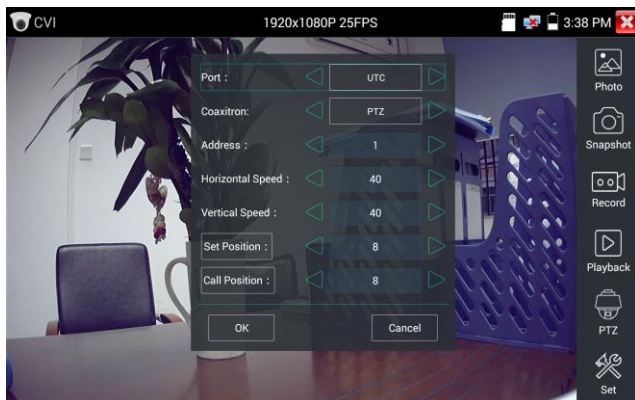 CVI 1920x1080P 25FPS 3:38 PM
Port : UTC
Coaxitron: PTZ
Address : 1
Horizontal Speed : 40
Vertical Speed : 40
Set Position : 8
Call Position : 8
OK Cancel
Photo
Snapshot
Record
Playback
PTZ
Set